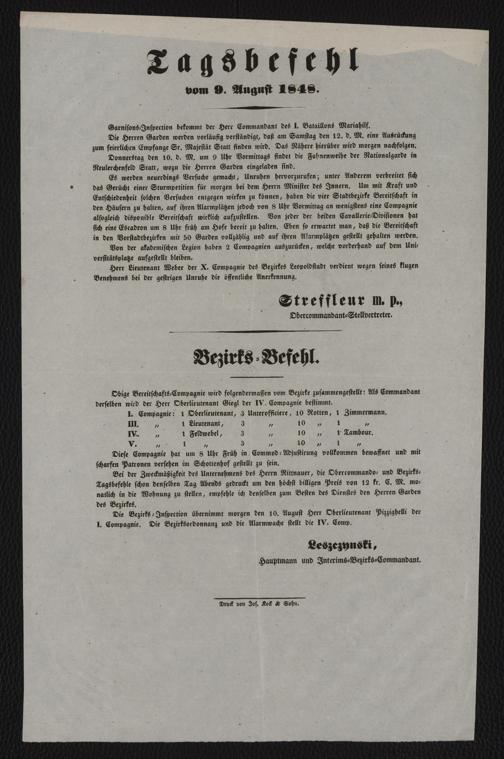 Tagsbefehl
vom 9. August 1848.
Garnisons-Inspection bekommt der Herr Commandant des I. Bataillons Mariahilf.
Die Herren Garden werden vorläufig verständigt, daß am Samstag den 12. d. M. eine Ausrückung
zum feierlichen Empfange Sr. Majestät Statt finden wird. Das Nähere hierüber wird morgen nachfolgen.
Donnerstag den 10. d. M. um 9 Uhr Vormittags findet die Fahnenweihe der Nationalgarde in
Neulerchenfeld Statt, wozu die Herren Garden eingeladen sind.
Es werden neuerdings Versuche gemacht, Unruhen hervorzurufen; unter Anderem verbreitet sich
das Gerücht einer Sturmpetition für morgen bei dem Herrn Minister des Innern. Um mit Kraft und
Entschiedenheit solchen Versuchen entgegen wirken zu können, haben die vier Stadtbezirke Bereitschaft in
den Häusern zu halten, auf ihren Alarmplätzen jedoch von 8 Uhr Vormittag an wenigstens eine Compagnie
alsogleich disponible Bereitschaft wirklich aufzustellen. Von jeder der beiden Cavallerie-Divisionen hat
sich eine Escadron um 8 Uhr früh am Hofe bereit zu halten. Eben so erwartet man, daß die Bereitschaft
in den Vorstadtbezirken mit 50 Garden vollzählig und auf ihren Alarmplätzen gestellt gehalten werden.
Von der akademischen Legion haben 2 Compagnien auszurücken, welche vorderhand auf dem Uni-
versitätsplatze aufgestellt bleiben.
Herr Lieutenant Weber der X. Compagnie des Bezirkes Leopoldstadt verdient wegen seines klugen
Benehmens bei der gestrigen Unruhe die öffentliche Anerkennung.
Streffleur m. p.,
Obercommandant-Stellvertreter.
Bezirks-Befehl.
Obige Bereitschafts-Compagnie wird folgendermassen vom Bezirke zusammengestellt: Als Commandant
derselben wird der Herr Oberlieutenant Giegl der IV. Compagnie bestimmt.
I. Compagnie: 1 Oberlieutenant, 3 Unterofficiere, 10 Rotten, 1 Zimmermann.
III. „ 1 Lieutenant, 3 „ 10 „ 1 „
IV. „ 1 Feldwebel, 3 „ 10 „ 1 Tambour.
V. „ 1 „ 3 „ 10 „ 1 „
Diese Compagnie hat um 8 Uhr Früh in Commod-Adjustirung vollkommen bewaffnet und mit
scharfen Patronen versehen im Schottenhof gestellt zu sein.
Bei der Zweckmäßigkeit des Unternehmens des Herrn Rittnauer, die Obercommando- und Bezirks-
Tagsbefehle schon denselben Tag Abends gedruckt um den höchst billigen Preis von 12 kr. C. M. mo-
natlich in die Wohnung zu stellen, empfehle ich denselben zum Besten des Dienstes den Herren Garden
des Bezirkes.
Die Bezirks-Inspection übernimmt morgen den 10. August Herr Oberlieutenant Pizzighelli der
I. Compagnie. Die Bezirksordonnanz und die Alarmwache stellt die IV. Comp.
Leszczynski,
Hauptmann und Interims-Bezirks-Commandant.
Druck von Jos. Keck & Sohn.